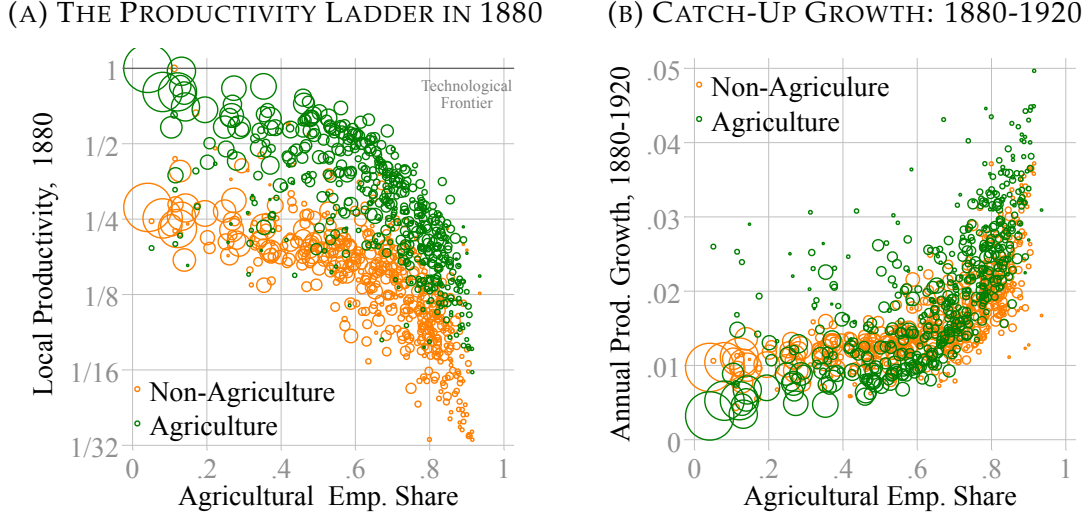 (A) THE PRODUCTIVITY LADDER IN 1880
1
1/2
1/4
1/8
1/16
1/32
Local Productivity, 1880
Technological
Frontier
Non-Agriculture
Agriculture
0 .2 .4 .6 .8 1
Agricultural Emp. Share
(B) CATCH-UP GROWTH: 1880-1920
.05
.04
.03
.02
.01
0
Annual Prod. Growth, 1880-1920
Non-Agriculure
Agriculture
0 .2 .4 .6 .8 1
Agricultural Emp. Share